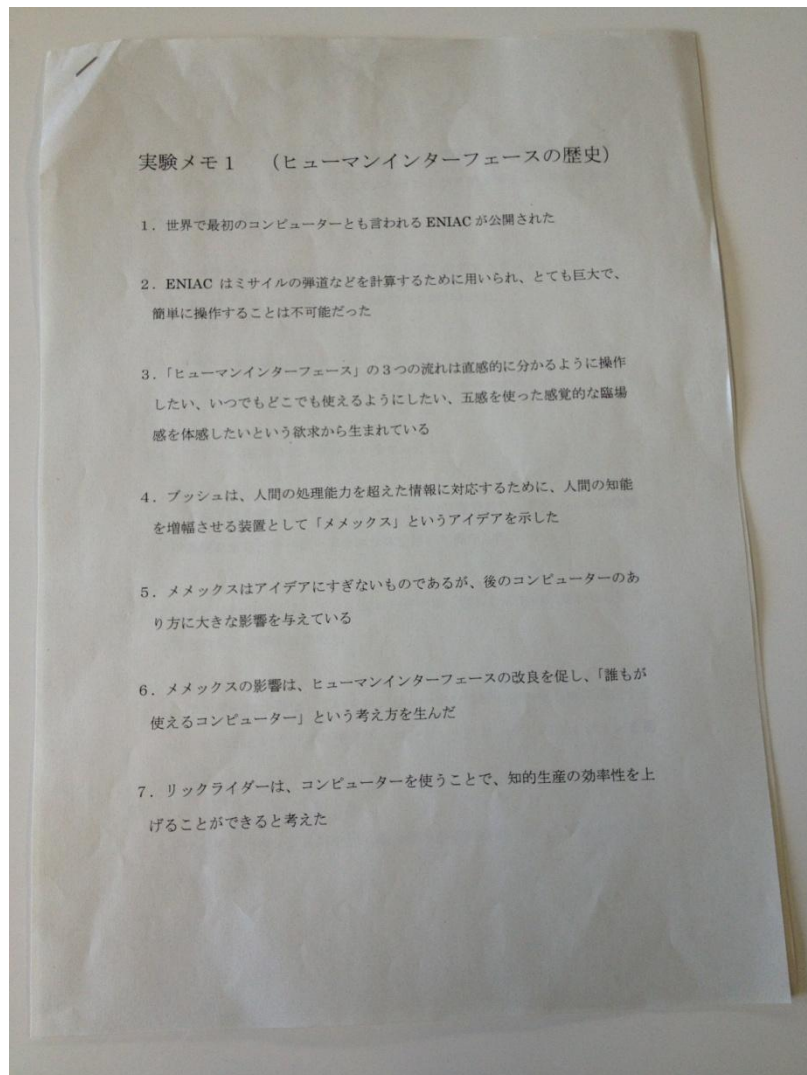 実験メモ１　（ヒューマンインターフェースの歴史）
１．世界で最初のコンピューターとも言われる ENIAC が公開された
２．ENIAC はミサイルの弾道などを計算するために用いられ、とても巨大で、
簡単に操作することは不可能だった
３．「ヒューマンインターフェース」の３つの流れは直感的に分かるように操作
したい、いつでもどこでも使えるようにしたい、五感を使った感覚的な臨場
感を体感したいという欲求から生まれている
４．ブッシュは、人間の処理能力を超えた情報に対応するために、人間の知能
を増幅させる装置として「メメックス」というアイデアを示した
５．メメックスはアイデアにすぎないものであるが、後のコンピューターのあ
り方に大きな影響を与えている
６．メメックスの影響は、ヒューマンインターフェースの改良を促し、「誰もが
使えるコンピューター」という考え方を生んだ
７．リックライダーは、コンピューターを使うことで、知的生産の効率性を上
げることができると考えた